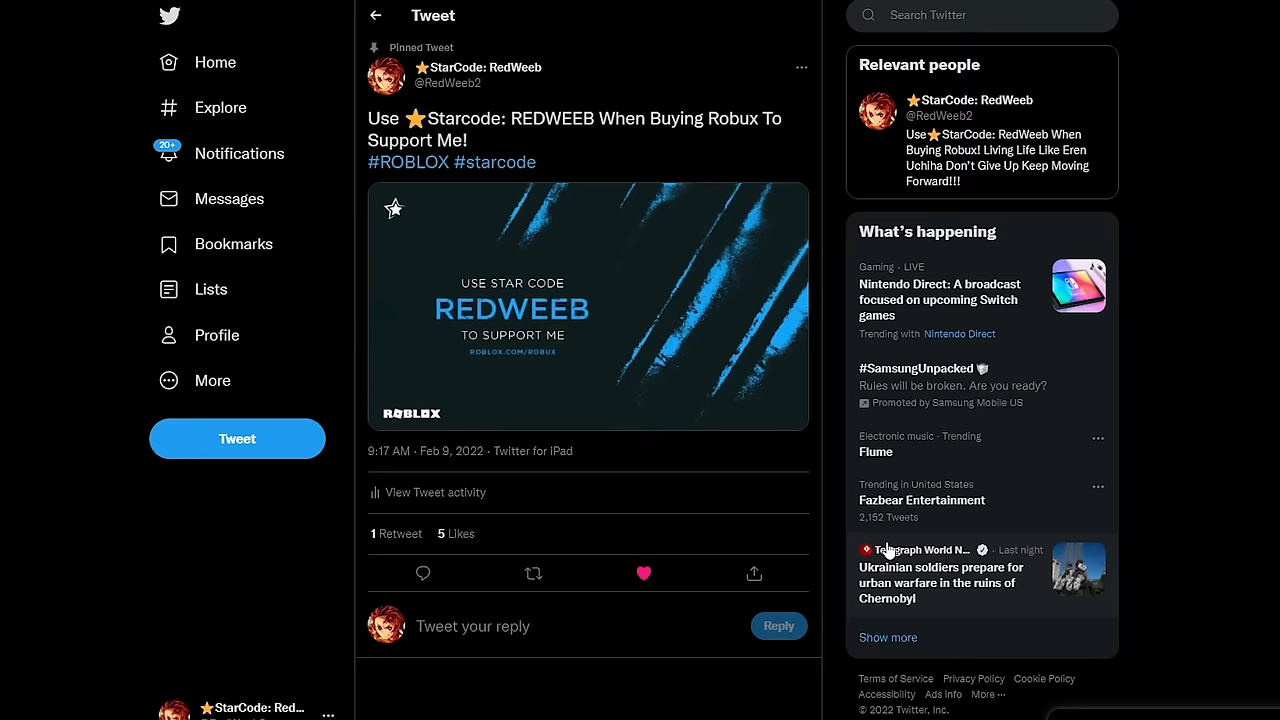 Home
Explore
20+
Notifications
Messages
Bookmarks
Lists
Profile
More
Tweet
⭐StarCode: Red...
Tweet
Pinned Tweet
⭐StarCode: RedWeeb
@RedWeeb2
Use ⭐Starcode: REDWEEB When Buying Robux To
Support Me!
#ROBLOX #starcode
USE STAR CODE
REDWEEB
TO SUPPORT ME
ROBLOX.COM/ROBUX
ROBLOX
9:17 AM · Feb 9, 2022 · Twitter for iPad
View Tweet activity
1 Retweet 5 Likes
Tweet your reply
Reply
Search Twitter
Relevant people
⭐StarCode: RedWeeb
@RedWeeb2
Use⭐StarCode: RedWeeb When
Buying Robux! Living Life Like Eren
Uchiha Don't Give Up Keep Moving
Forward!!!
What's happening
Gaming · LIVE
Nintendo Direct: A broadcast
focused on upcoming Switch
games
Trending with Nintendo Direct
#SamsungUnpacked
Rules will be broken. Are you ready?
Promoted by Samsung Mobile US
Electronic music · Trending
Flume
Trending in United States
Fazbear Entertainment
2,152 Tweets
Telegraph World N... · Last night
Ukrainian soldiers prepare for
urban warfare in the ruins of
Chernobyl
Show more
Terms of Service Privacy Policy Cookie Policy
Accessibility Ads Info More ···
© 2022 Twitter, Inc.